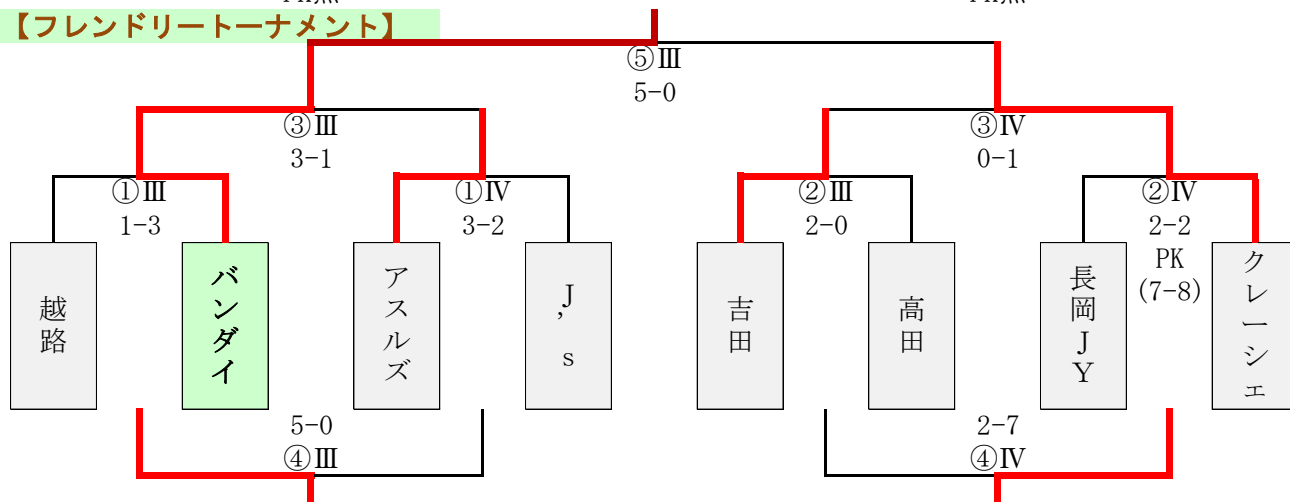 【フレンドリートーナメント】
⑤Ⅲ
5-0
③Ⅲ
3-1
③Ⅳ
0-1
①Ⅲ
1-3
①Ⅳ
3-2
②Ⅲ
2-0
②Ⅳ
2-2
PK
(7-8)
越路
バンダイ
アスルズ
J's
吉田
高田
長岡JY
クレーシェ
5-0
④Ⅲ
2-7
④Ⅳ